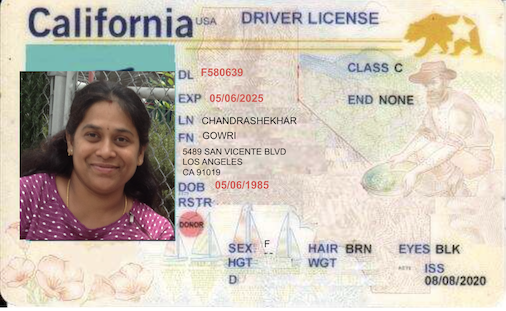 California USA DRIVER LICENSE
DL F580639 CLASS C
EXP 05/06/2025 END NONE
LN CHANDRASHEKHAR
FN GOWRI
5489 SAN VICENTE BLVD
LOS ANGELES
CA 91019
DOB 05/06/1985
RSTR
DONOR
SEX F HAIR BRN EYES BLK
HGT -- WGT ISS
D 08/08/2020